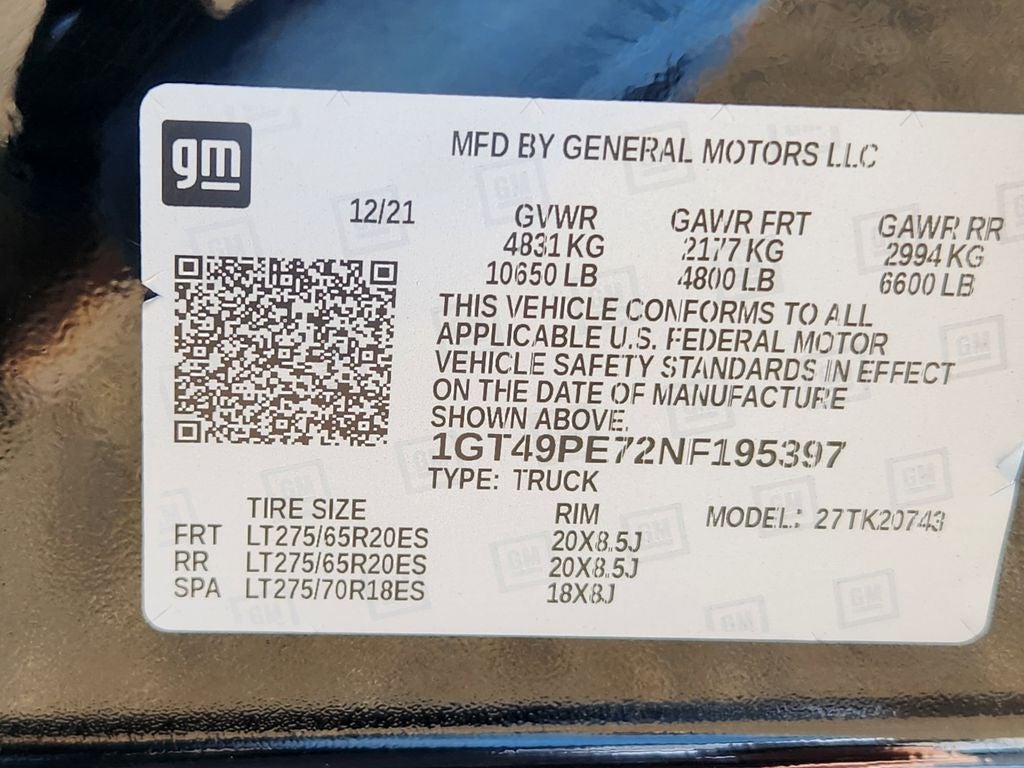 gm
MFD BY GENERAL MOTORS LLC
12/21
GVWR GAWR FRT GAWR RR
4831 KG 2177 KG 2994 KG
10650 LB 4800 LB 6600 LB
THIS VEHICLE CONFORMS TO ALL
APPLICABLE U.S. FEDERAL MOTOR
VEHICLE SAFETY STANDARDS IN EFFECT
ON THE DATE OF MANUFACTURE
SHOWN ABOVE.
1GT49PE72NF195397
TYPE: TRUCK
TIRE SIZE RIM MODEL: 27TK20743
FRT LT275/65R20ES 20X8.5J
RR LT275/65R20ES 20X8.5J
SPA LT275/70R18ES 18X8J